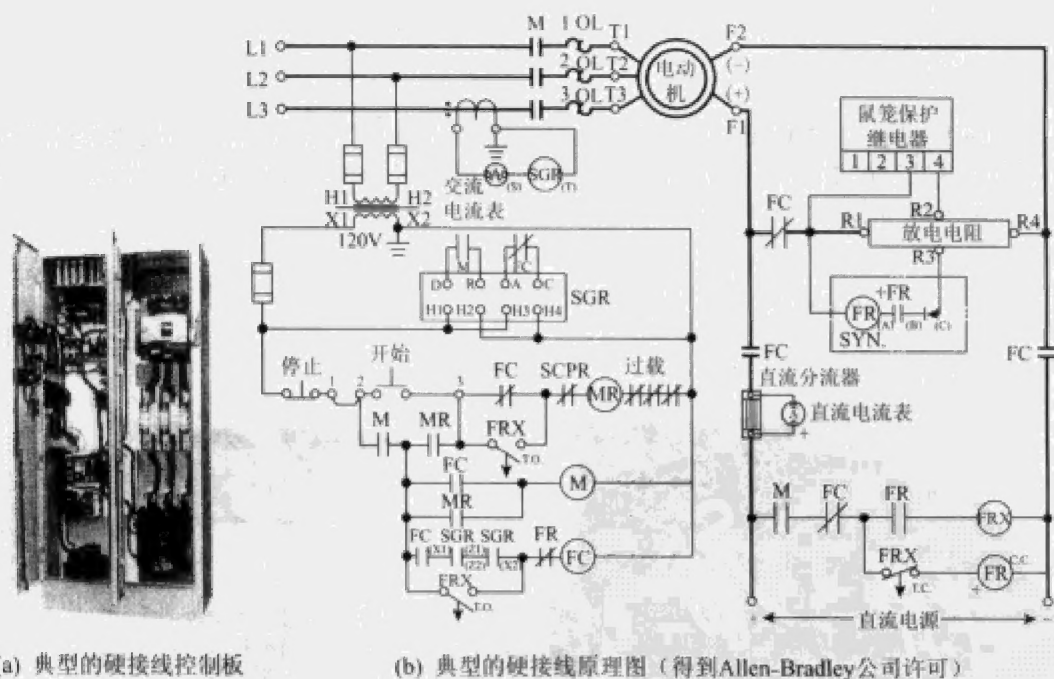 M 1 OL T1 F2
L1
L2 2 OL T2 电动机 (−)
L3 3 OL T3 (+)
F1
鼠笼保护
继电器
1 2 3 4
交流
电流表
(S) SGR (T)
H1 H2
X1 X2
120V
FC R1 R2 放电电阻 R4
R3
M FC
D R A C
H1 H2 H3 H4
SGR
+FR
FR (A) (B) (C)
SYN.
停止 开始
1 2 3
FC SCPR MR 过载
FC FC
直流分流器
直流电流表
+
M MR FRX
T.O.
FC
MR
M
FC SGR SGR FR
(X1) (Z1) (Z2) (X2)
FC
FRX
T.O.
M FC FR FRX
FRX
T.C.
FR C.C.
+
+ 直流电源 −
(a) 典型的硬接线控制板
(b) 典型的硬接线原理图（得到Allen-Bradley公司许可）